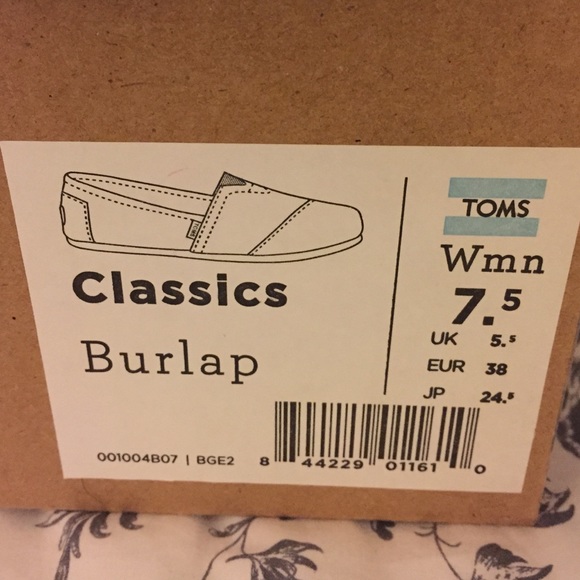 Classics
Burlap
001004B07 | BGE2
TOMS
Wmn
7.5
UK 5.5
EUR 38
JP 24.5
8 44229 01161 0